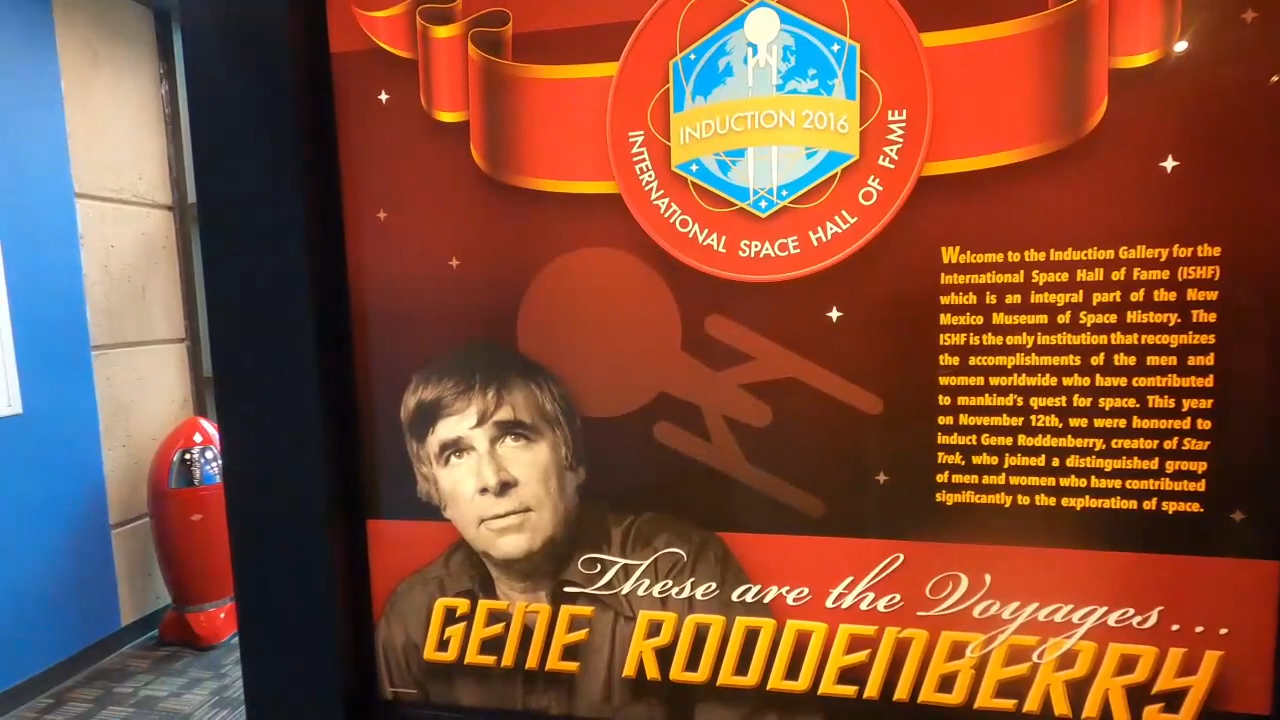 INDUCTION 2016
INTERNATIONAL SPACE HALL OF FAME
Welcome to the Induction Gallery for the
International Space Hall of Fame (ISHF)
which is an integral part of the New
Mexico Museum of Space History. The
ISHF is the only institution that recognizes
the accomplishments of the men and
women worldwide who have contributed
to mankind's quest for space. This year
on November 12th, we were honored to
induct Gene Roddenberry, creator of Star
Trek, who joined a distinguished group
of men and women who have contributed
significantly to the exploration of space.
These are the Voyages...
GENE RODDENBERRY